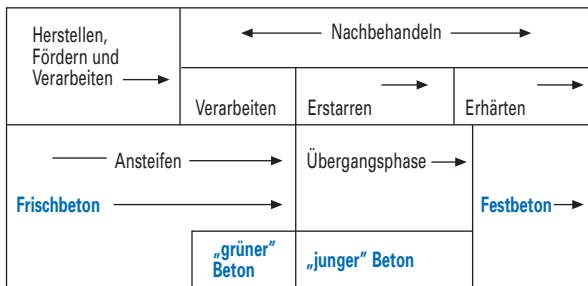 Herstellen,
Fördern und
Verarbeiten
Nachbehandeln
Verarbeiten
Erstarren
Erhärten
Ansteifen
Übergangsphase
Frischbeton
Festbeton
„grüner”
Beton
„junger” Beton